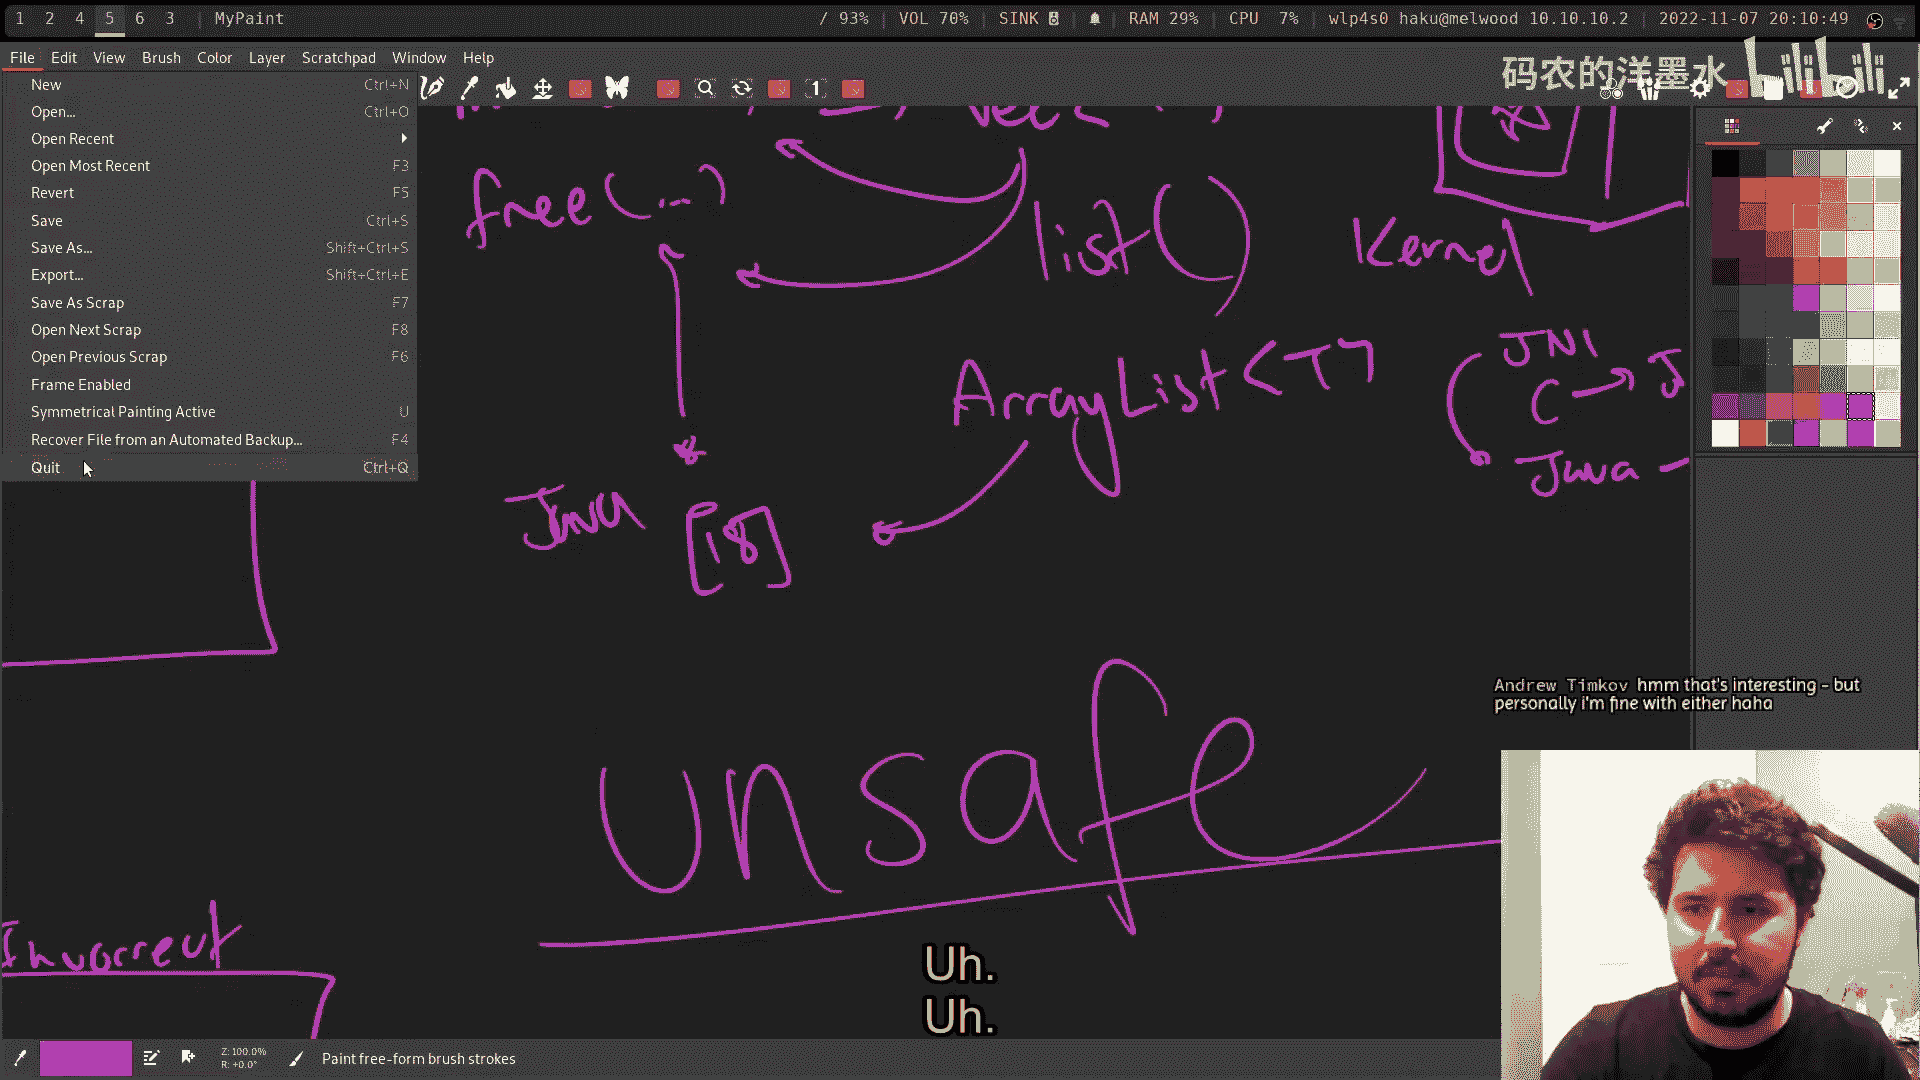 1 2 4 5 6 3 | MyPaint / 93% | VOL 70% | SINK | | RAM 29% | CPU 7% | wlp4s0 haku@melwood 10.10.10.2 | 2022-11-07 20:10:49
File Edit View Brush Color Layer Scratchpad Window Help
码农的洋墨水 bilibili
New Ctrl+N
Open... Ctrl+O
Open Recent
Open Most Recent F3
Revert F5
Save Ctrl+S
Save As... Shift+Ctrl+S
Export... Shift+Ctrl+E
Save As Scrap F7
Open Next Scrap F8
Open Previous Scrap F6
Frame Enabled
Symmetrical Painting Active U
Recover File from an Automated Backup... F4
Quit Ctrl+Q
1
free(...)
list()
Kernel
ArrayList<T>
JNI
C → J
Java
Java [18]
unsafe
Andrew Timkov hmm that's interesting - but
personally i'm fine with either haha
Uh.
Uh.
Z: 100.0%
R: +0.0°
Paint free-form brush strokes